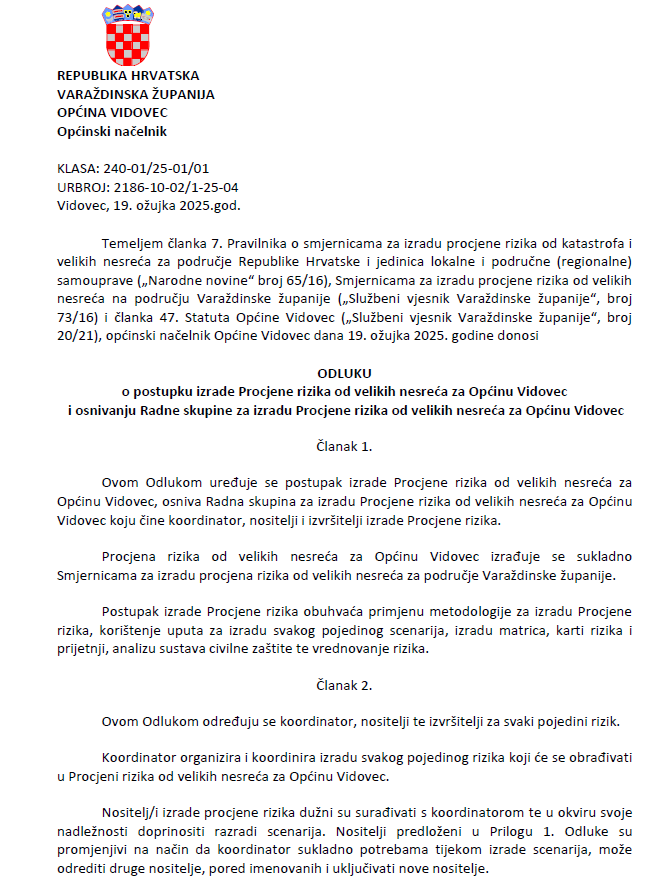 REPUBLIKA HRVATSKA
VARAŽDINSKA ŽUPANIJA
OPĆINA VIDOVEC
Općinski načelnik
KLASA: 240-01/25-01/01
URBROJ: 2186-10-02/1-25-04
Vidovec, 19. ožujka 2025.god.
Temeljem članka 7. Pravilnika o smjernicama za izradu procjene rizika od katastrofa i
velikih nesreća za područje Republike Hrvatske i jedinica lokalne i područne (regionalne)
samouprave („Narodne novine“ broj 65/16), Smjernicama za izradu procjene rizika od velikih
nesreća na području Varaždinske županije („Službeni vjesnik Varaždinske županije“, broj
73/16) i članka 47. Statuta Općine Vidovec („Službeni vjesnik Varaždinske županije“, broj
20/21), općinski načelnik Općine Vidovec dana 19. ožujka 2025. godine donosi
ODLUKU
o postupku izrade Procjene rizika od velikih nesreća za Općinu Vidovec
i osnivanju Radne skupine za izradu Procjene rizika od velikih nesreća za Općinu Vidovec
Članak 1.
Ovom Odlukom uređuje se postupak izrade Procjene rizika od velikih nesreća za
Općinu Vidovec, osniva Radna skupina za izradu Procjene rizika od velikih nesreća za Općinu
Vidovec koju čine koordinator, nositelji i izvršitelji izrade Procjene rizika.
Procjena rizika od velikih nesreća za Općinu Vidovec izrađuje se sukladno
Smjernicama za izradu procjena rizika od velikih nesreća za područje Varaždinske županije.
Postupak izrade Procjene rizika obuhvaća primjenu metodologije za izradu Procjene
rizika, korištenje uputa za izradu svakog pojedinog scenarija, izradu matrica, karti rizika i
prijetnji, analizu sustava civilne zaštite te vrednovanje rizika.
Članak 2.
Ovom Odlukom određuju se koordinator, nositelji te izvršitelji za svaki pojedini rizik.
Koordinator organizira i koordinira izradu svakog pojedinog rizika koji će se obrađivati
u Procjeni rizika od velikih nesreća za Općinu Vidovec.
Nositelj/i izrade procjene rizika dužni su surađivati s koordinatorom te u okviru svoje
nadležnosti doprinositi razradi scenarija. Nositelji predloženi u Prilogu 1. Odluke su
promjenjivi na način da koordinator sukladno potrebama tijekom izrade scenarija, može
odrediti druge nositelje, pored imenovanih i uključivati nove nositelje.